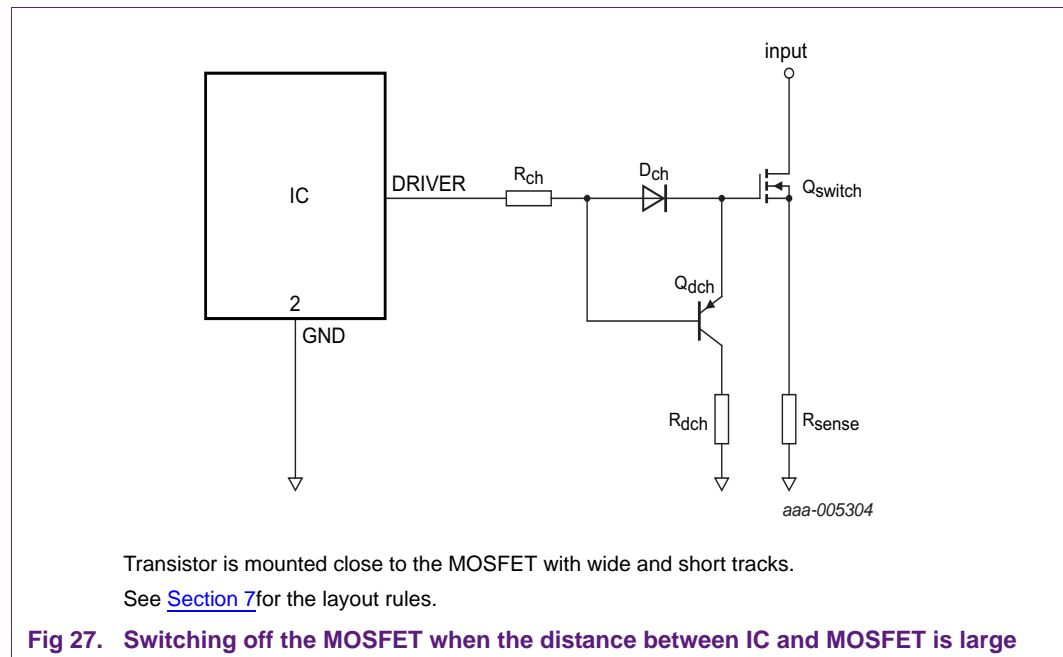 input
IC
DRIVER
Rch
Dch
Qswitch
Qdch
2
GND
Rdch
Rsense
aaa-005304
Transistor is mounted close to the MOSFET with wide and short tracks.
See Section 7for the layout rules.
Fig 27. Switching off the MOSFET when the distance between IC and MOSFET is large